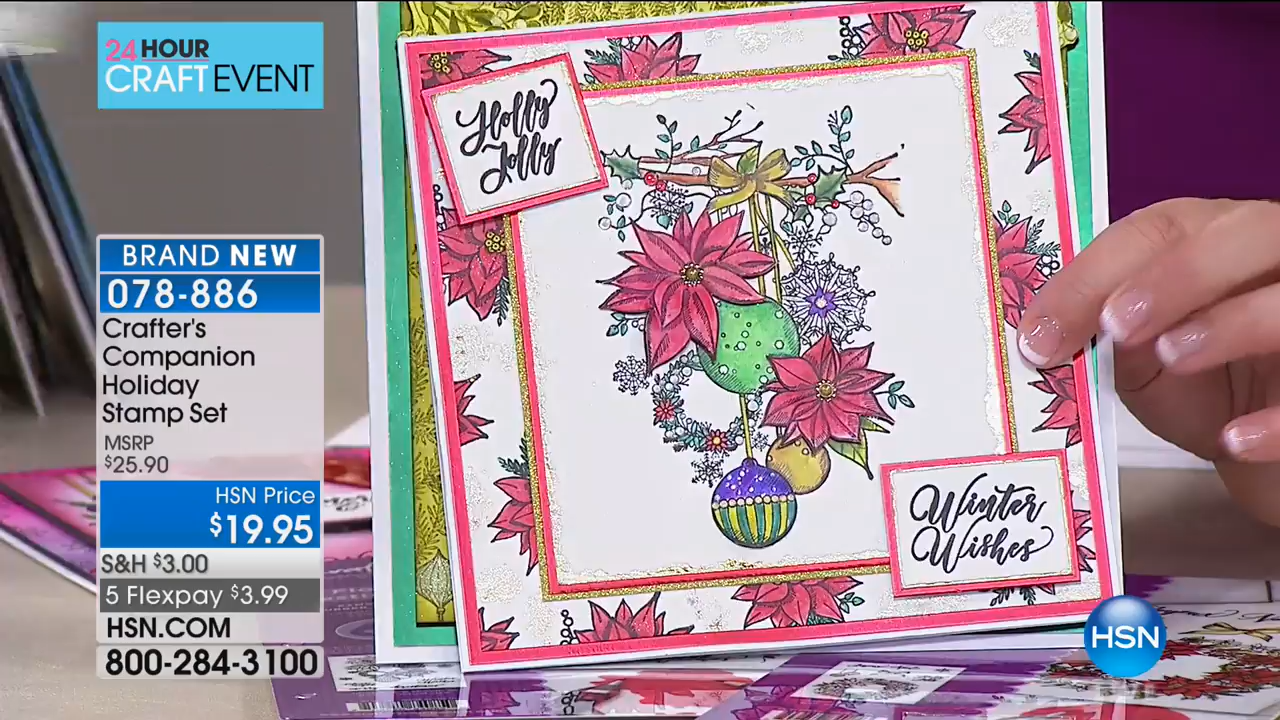 24 HOUR
CRAFT EVENT
BRAND NEW
078-886
Crafter's
Companion
Holiday
Stamp Set
MSRP
$25.90
HSN Price
$19.95
S&H $3.00
5 Flexpay $3.99
HSN.COM
800-284-3100
Holly
Jolly
Winter
Wishes
HSN